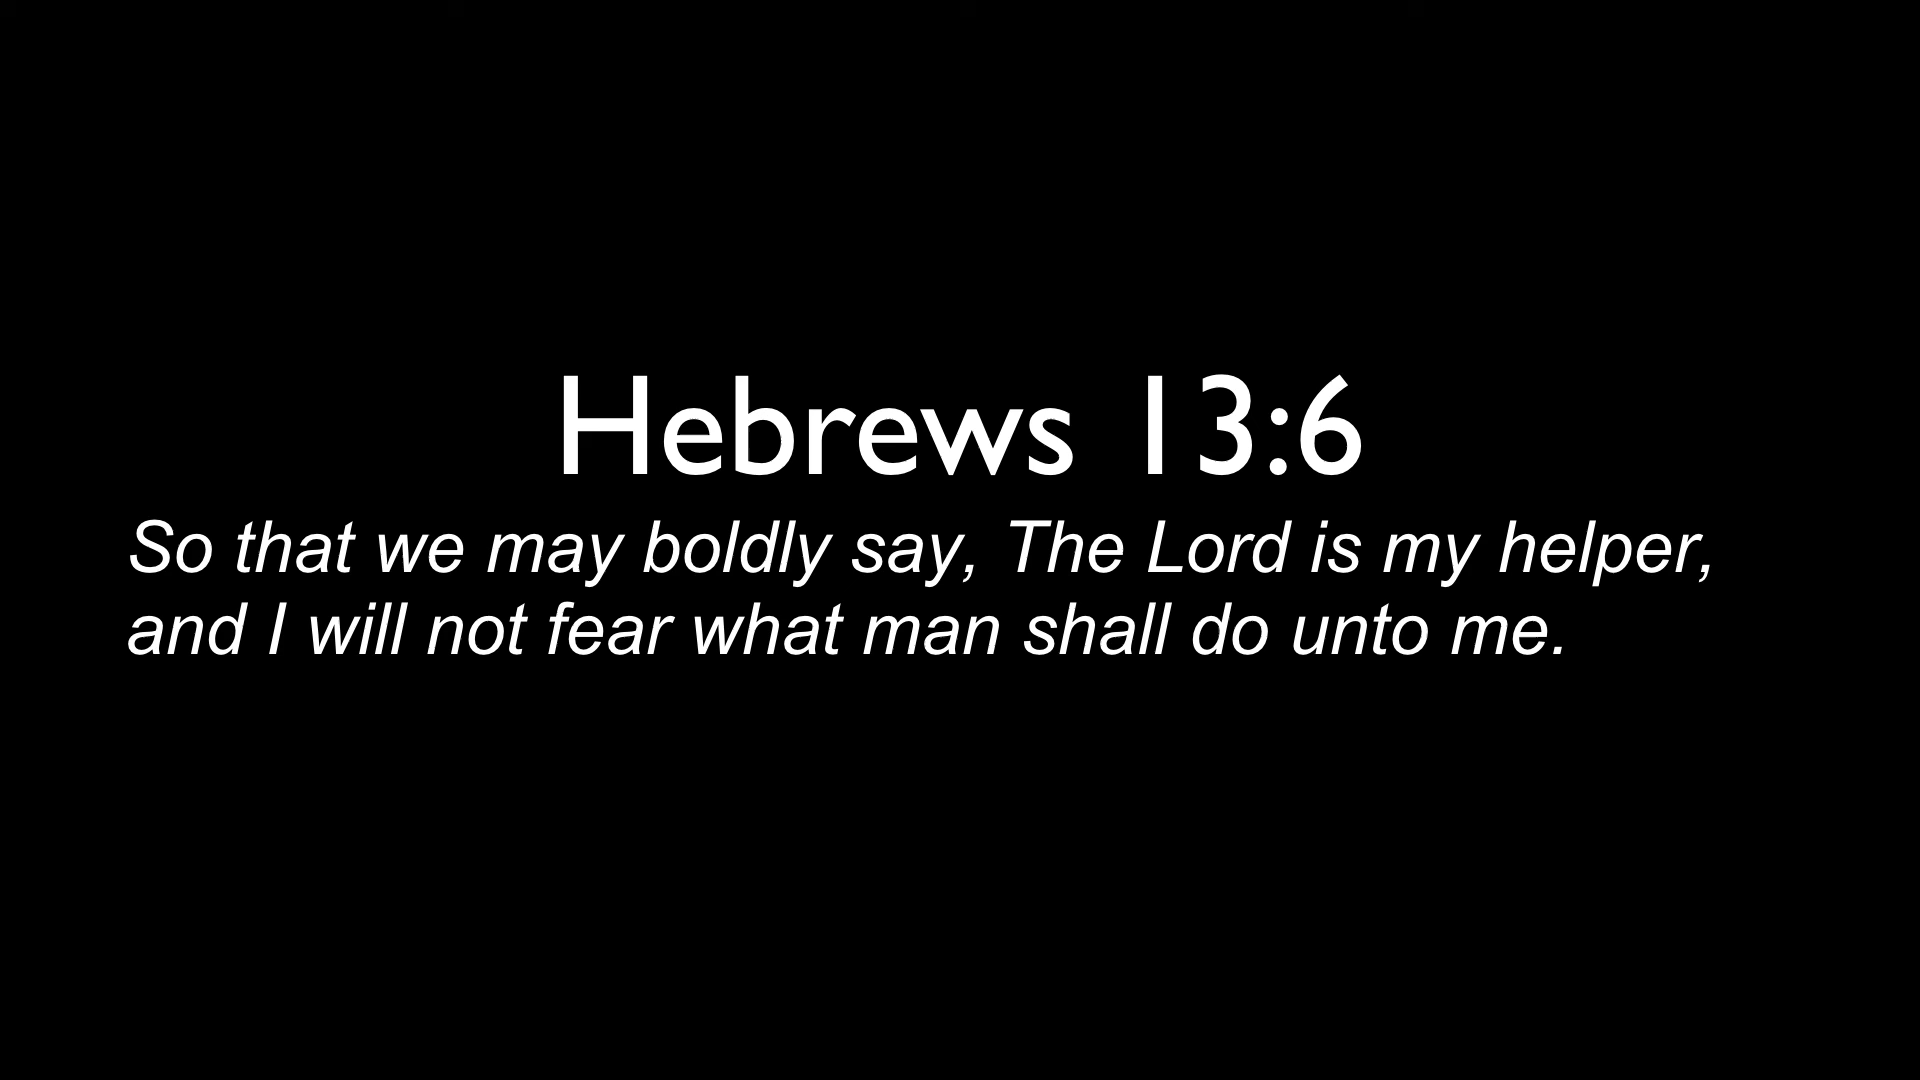 Hebrews 13:6
So that we may boldly say, The Lord is my helper,
and I will not fear what man shall do unto me.